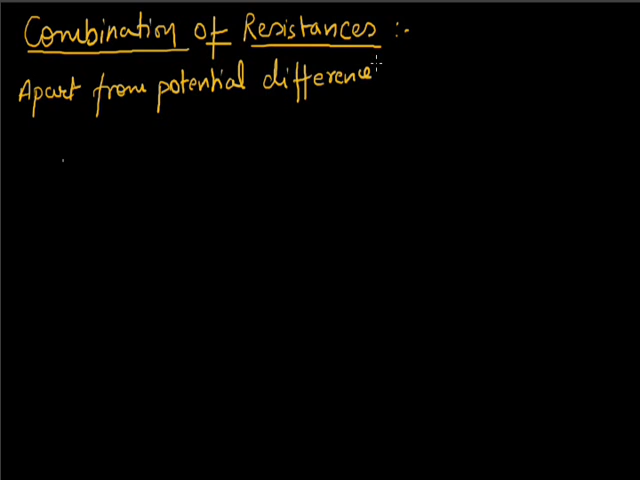 Combination of Resistances :-
Apart from potential difference